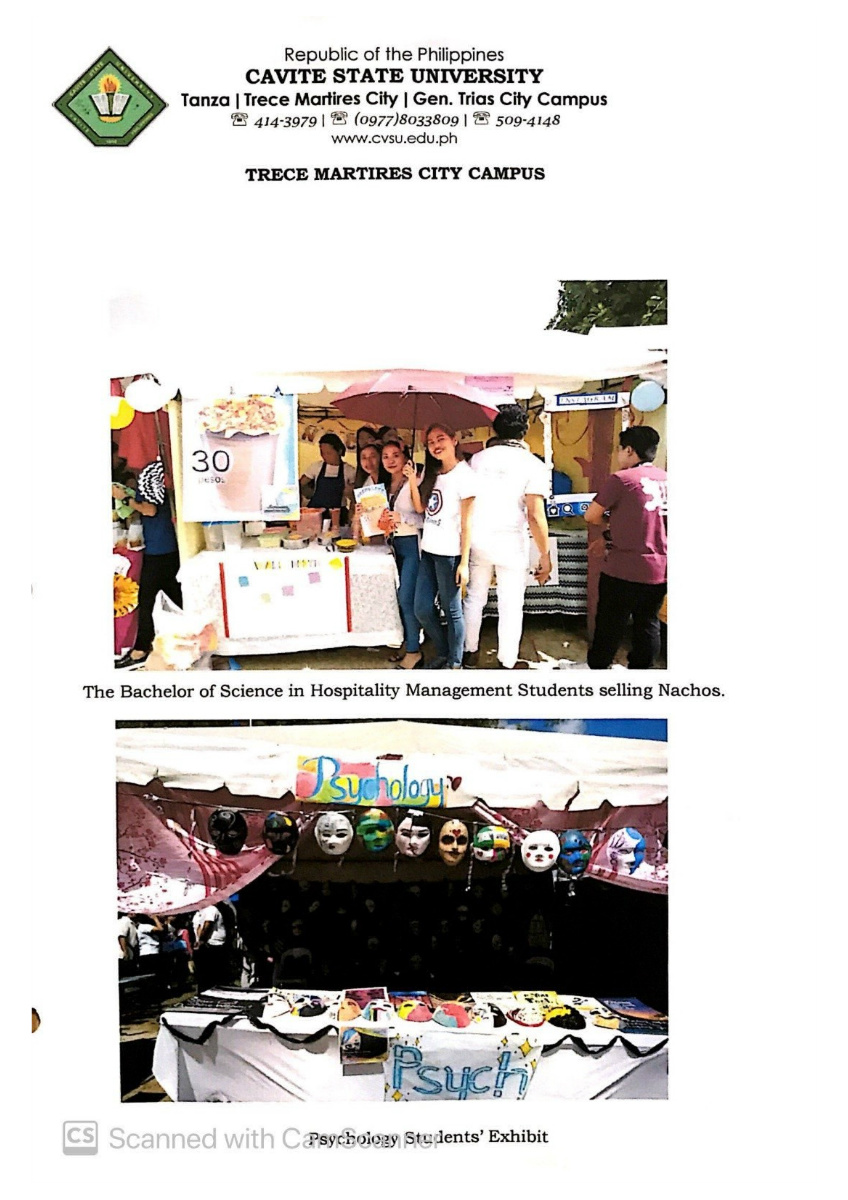 Republic of the Philippines
CAVITE STATE UNIVERSITY
Tanza | Trece Martires City | Gen. Trias City Campus
☏ 414-3979 | ☏ (0977)8033809 | ☏ 509-4148
www.cvsu.edu.ph
TRECE MARTIRES CITY CAMPUS
30
pesos
The Bachelor of Science in Hospitality Management Students selling Nachos.
Psychology
Psych
CS Scanned with CamScanner
Psychology Students' Exhibit